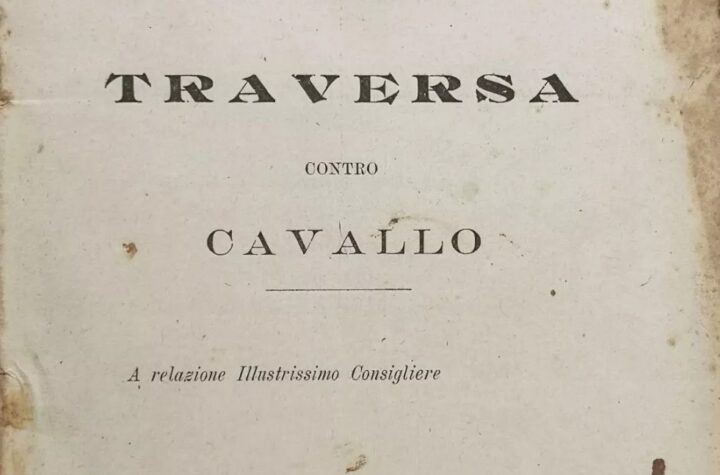 TRAVERSA
CONTRO
CAVALLO
A relazione Illustrissimo Consigliere